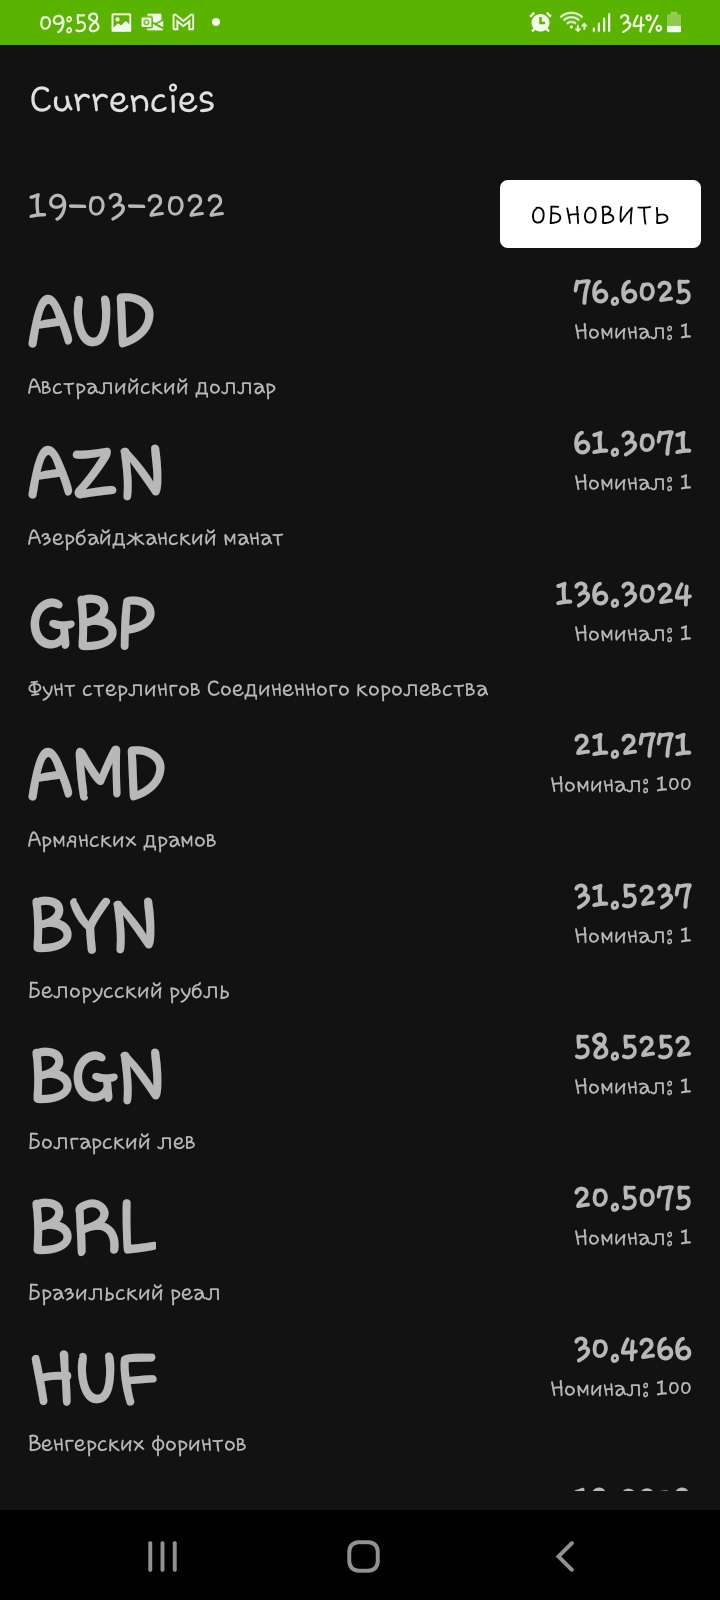 09:58
34%
Currencies
19-03-2022
ОБНОВИТЬ
AUD
76.6025
Номинал: 1
Австралийский доллар
AZN
61.3071
Номинал: 1
Азербайджанский манат
GBP
136.3024
Номинал: 1
Фунт стерлингов Соединенного королевства
AMD
21.2771
Номинал: 100
Армянских драмов
BYN
31.5237
Номинал: 1
Белорусский рубль
BGN
58.5252
Номинал: 1
Болгарский лев
BRL
20.5075
Номинал: 1
Бразильский реал
HUF
30.4266
Номинал: 100
Венгерских форинтов